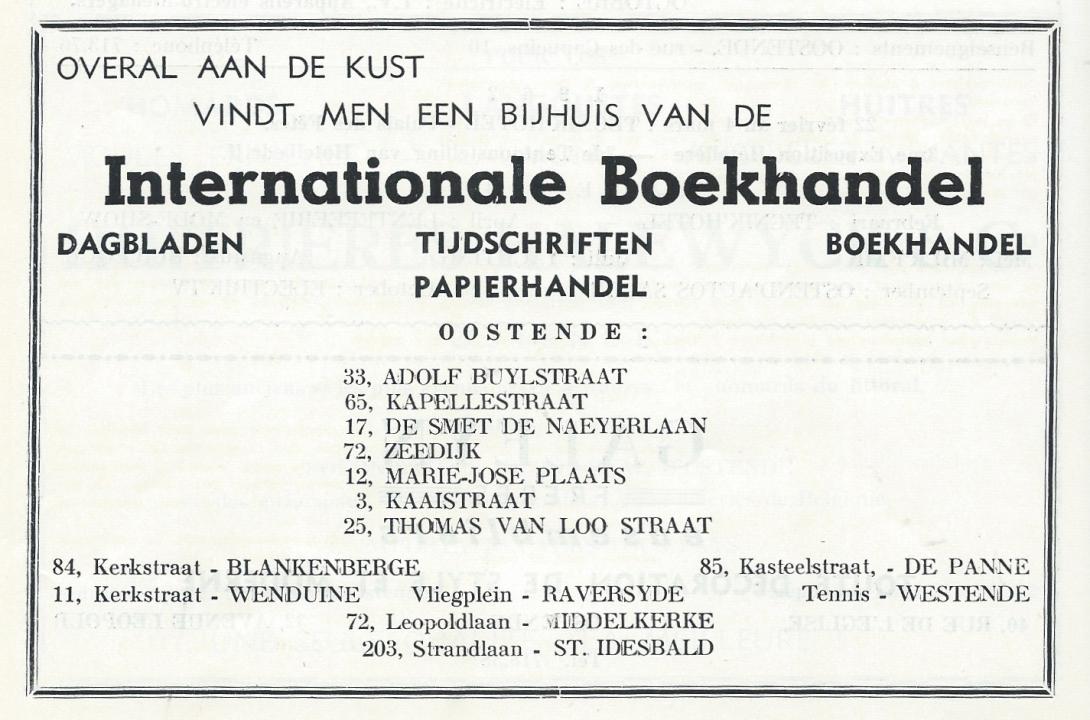 OVERAL AAN DE KUST
VINDT MEN EEN BIJHUIS VAN DE
Internationale Boekhandel
DAGBLADEN TIJDSCHRIFTEN BOEKHANDEL
PAPIERHANDEL
OOSTENDE :
33, ADOLF BUYLSTRAAT
65, KAPELLESTRAAT
17, DE SMET DE NAEYERLAAN
72, ZEEDIJK
12, MARIE-JOSE PLAATS
3, KAAISTRAAT
25, THOMAS VAN LOO STRAAT
84, Kerkstraat - BLANKENBERGE 85, Kasteelstraat, - DE PANNE
11, Kerkstraat - WENDUINE Vliegplein - RAVERSYDE Tennis - WESTENDE
72, Leopoldlaan - MIDDELKERKE
203, Strandlaan - ST. IDESBALD